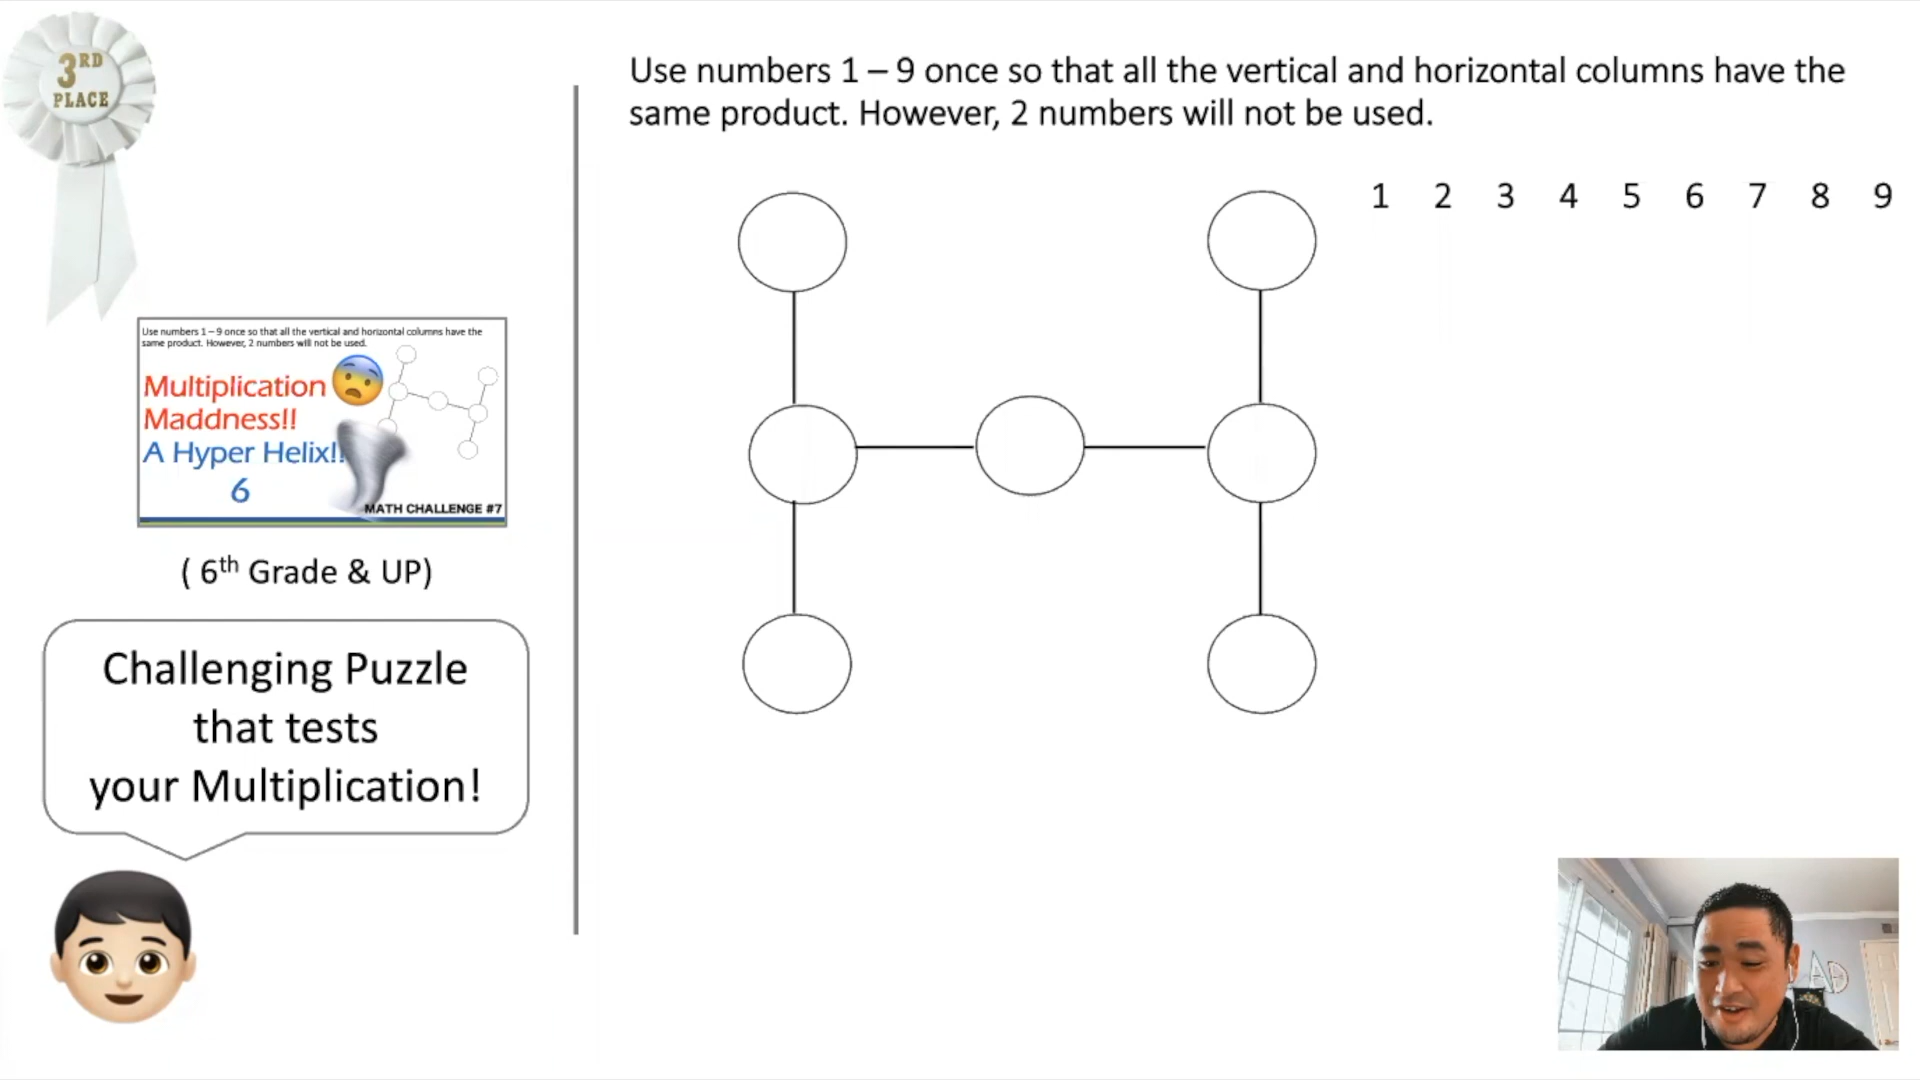 3RD
PLACE
Use numbers 1 – 9 once so that all the vertical and horizontal columns have the
same product. However, 2 numbers will not be used.
1 2 3 4 5 6 7 8 9
Use numbers 1 – 9 once so that all the vertical and horizontal columns have the
same product. However, 2 numbers will not be used.
Multiplication
Maddness!!
A Hyper Helix!!
6
MATH CHALLENGE #7
( 6th Grade & UP)
Challenging Puzzle
that tests
your Multiplication!